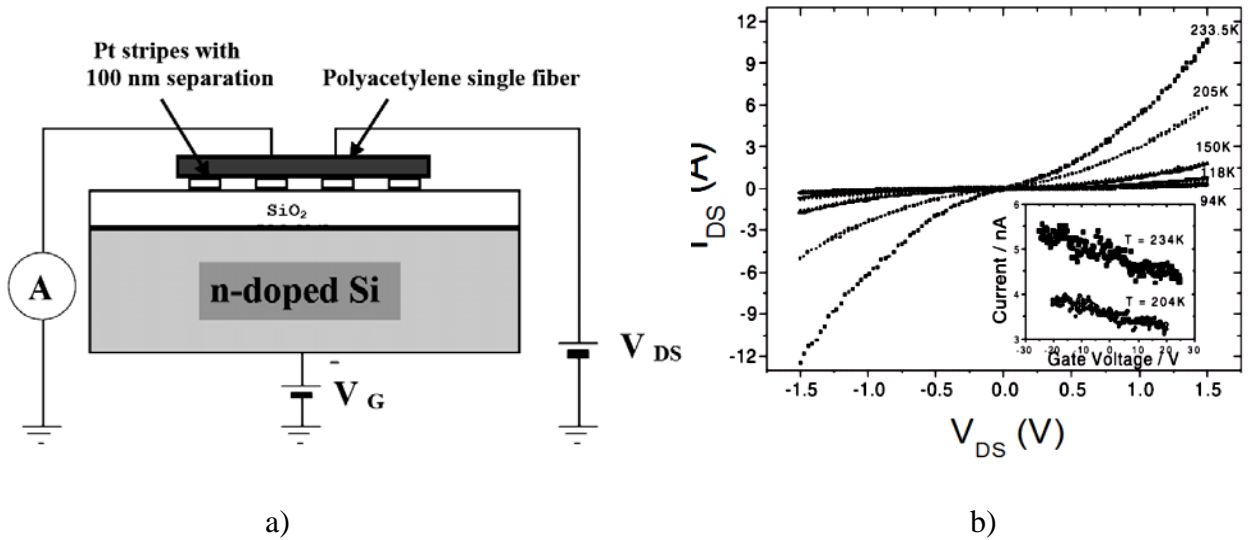 Pt stripes with
100 nm separation
Polyacetylene single fiber
SiO2
n-doped Si
A
V G
V DS
a)
12
9
6
3
0
-3
-6
-9
-12
-1.5 -1.0 -0.5 0.0 0.5 1.0 1.5
V DS (V)
DS (A)
233.5K
205K
150K
118K
94K
6
5
4
3
Current / nA
T = 234K
T = 204K
-30 -20 -10 0 10 20 30
Gate Voltage / V
b)